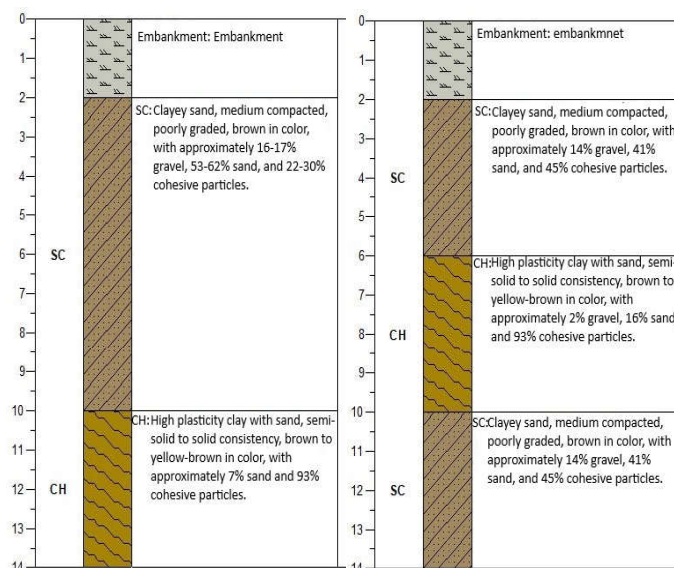 0
1
2
3
4
5
6
7
8
9
10
11
12
13
14
SC
CH
Embankment: Embankment
SC:Clayey sand, medium compacted,
poorly graded, brown in color,
with approximately 16-17%
gravel, 53-62% sand, and 22-30%
cohesive particles.
CH:High plasticity clay with sand, semi-
solid to solid consistency, brown to
yellow-brown in color, with
approximately 7% sand and 93%
cohesive particles.
0
1
2
3
4
5
6
7
8
9
10
11
12
13
14
SC
CH
SC
Embankment: embankmnet
SC:Clayey sand, medium compacted,
poorly graded, brown in color, with
approximately 14% gravel, 41%
sand, and 45% cohesive particles.
CH:High plasticity clay with sand, semi-
solid to solid consistency, brown to
yellow-brown in color, with
approximately 2% gravel, 16% sand
and 93% cohesive particles.
SC:Clayey sand, medium compacted,
poorly graded, brown in color, with
approximately 14% gravel, 41%
sand, and 45% cohesive particles.